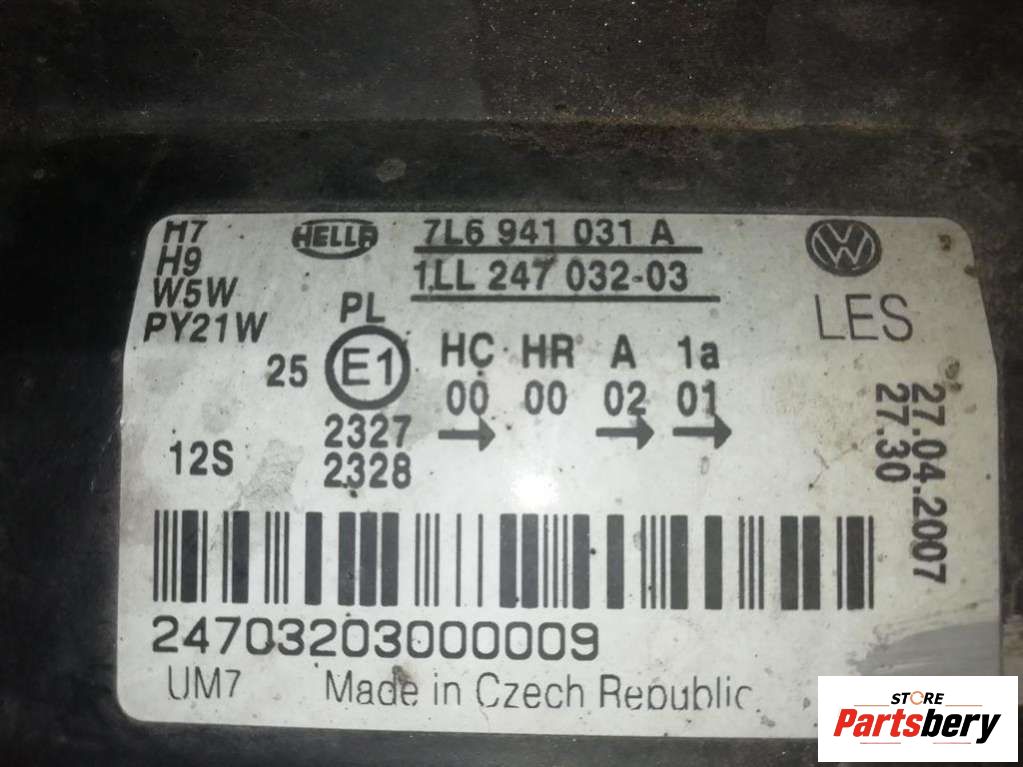 H7
H9
W5W
PY21W
HELLA
7L6 941 031 A
1LL 247 032-03
VW
LES
PL
25 E1
2327
2328
12S
HC HR A 1a
00 00 02 01
→ → →
27.04.2007
27.30
24703203000009
UM7 Made in Czech Republic
STORE
Partsbery